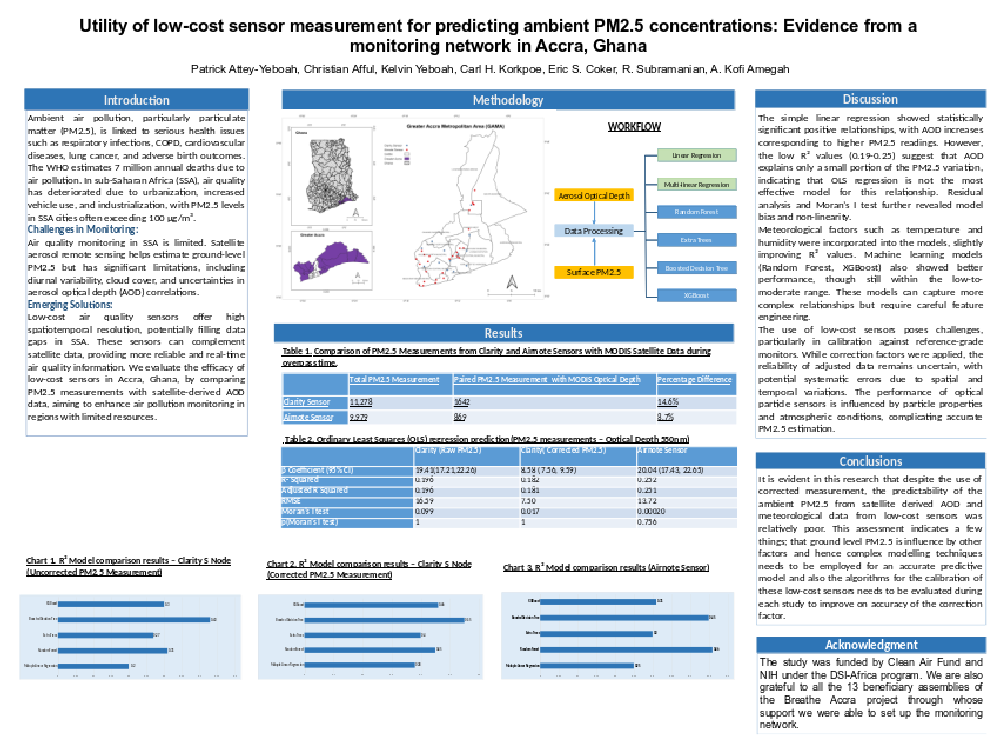 Utility of low-cost sensor measurement for predicting ambient PM2.5 concentrations: Evidence from a
monitoring network in Accra, Ghana
Patrick Attey-Yeboah, Christian Afful, Kelvin Yeboah, Carl H. Korkpoe, Eric S. Coker, R. Subramanian, A. Kofi Amegah
Introduction
Ambient air pollution, particularly particulate
matter (PM2.5), is linked to serious health issues
such as respiratory infections, COPD, cardiovascular
diseases, lung cancer, and adverse birth outcomes.
The WHO estimates 7 million annual deaths due to
air pollution. In sub-Saharan Africa (SSA), air quality
has deteriorated due to urbanization, increased
vehicle use, and industrialization, with PM2.5 levels
in SSA cities often exceeding 100 µg/m³.
Challenges in Monitoring:
Air quality monitoring in SSA is limited. Satellite
aerosol remote sensing helps estimate ground-level
PM2.5 but has significant limitations, including
diurnal variability, cloud cover, and uncertainties in
aerosol optical depth (AOD) correlations.
Emerging Solutions:
Low-cost air quality sensors offer high
spatiotemporal resolution, potentially filling data
gaps in SSA. These sensors can complement
satellite data, providing more reliable and real-time
air quality information. We evaluate the efficacy of
low-cost sensors in Accra, Ghana, by comparing
PM2.5 measurements with satellite-derived AOD
data, aiming to enhance air pollution monitoring in
regions with limited resources.
Methodology
Greater Accra Metropolitan Area (GAMA)
WORKFLOW
Aerosol Optical Depth
Data Processing
Surface PM2.5
Linear Regression
Multi-linear Regression
Random Forest
Extra Trees
Boosted Decision Tree
XGBoost
Results
Table 1. Comparison of PM2.5 Measurements from Clarity and Airnote Sensors with MODIS Satellite Data during
overpass time.
Total PM2.5 Measurement Paired PM2.5 Measurement with MODIS Optical Depth Percentage Difference
Clarity Sensor 11,278 1642 14.6%
Airnote Sensor 9,979 869 8.7%
Table 2. Ordinary Least Squares (OLS) regression prediction (PM2.5 measurements – Optical Depth 550nm)
Clarity (Raw PM2.5) Clarity, Corrected PM2.5) Airnote Sensor
β Coefficient (95% CI) 19.41(17.21,22.26) 8.58 (7.56, 9.59) 20.04 (17.43, 22.65)
R- Squared 0.196 0.182 0.252
Adjusted R Squared 0.196 0.181 0.251
RMSE 16.59 7.50 13.72
(Moran's I test 0.099 0.067 0.00020
p(Moran's I test) 1 1 0.736
Chart 1. R² Model comparison results – Clarity S Node
(Uncorrected PM2.5 Measurement)
Chart 2. R² Model comparison results – Clarity S Node
(Corrected PM2.5 Measurement)
Chart 3. R² Model comparison results (Airnote Sensor)
Discussion
The simple linear regression showed statistically
significant positive relationships, with AOD increases
corresponding to higher PM2.5 readings. However,
the low R² values (0.19-0.25) suggest that AOD
explains only a small portion of the PM2.5 variation,
indicating that OLS regression is not the most
effective model for this relationship. Residual
analysis and Moran's I test further revealed model
bias and non-linearity.
Meteorological factors such as temperature and
humidity were incorporated into the models, slightly
improving R² values. Machine learning models
(Random Forest, XGBoost) also showed better
performance, though still within the low-to-
moderate range. These models can capture more
complex relationships but require careful feature
engineering.
The use of low-cost sensors poses challenges,
particularly in calibration against reference-grade
monitors. While correction factors were applied, the
reliability of adjusted data remains uncertain, with
potential systematic errors due to spatial and
temporal variations. The performance of optical
particle sensors is influenced by particle properties
and atmospheric conditions, complicating accurate
PM2.5 estimation.
Conclusions
It is evident in this research that despite the use of
corrected measurement, the predictability of the
ambient PM2.5 from satellite derived AOD and
meteorological data from low-cost sensors was
relatively poor. This assessment indicates a few
things; that ground level PM2.5 is influence by other
factors and hence complex modelling techniques
needs to be employed for an accurate predictive
model and also the algorithms for the calibration of
these low-cost sensors needs to be evaluated during
each study to improve on accuracy of the correction
factor.
Acknowledgment
The study was funded by Clean Air Fund and
NIH under the DSI-Africa program. We are also
grateful to all the 13 beneficiary assemblies of
the Breathe Accra project through whose
support we were able to set up the monitoring
network.